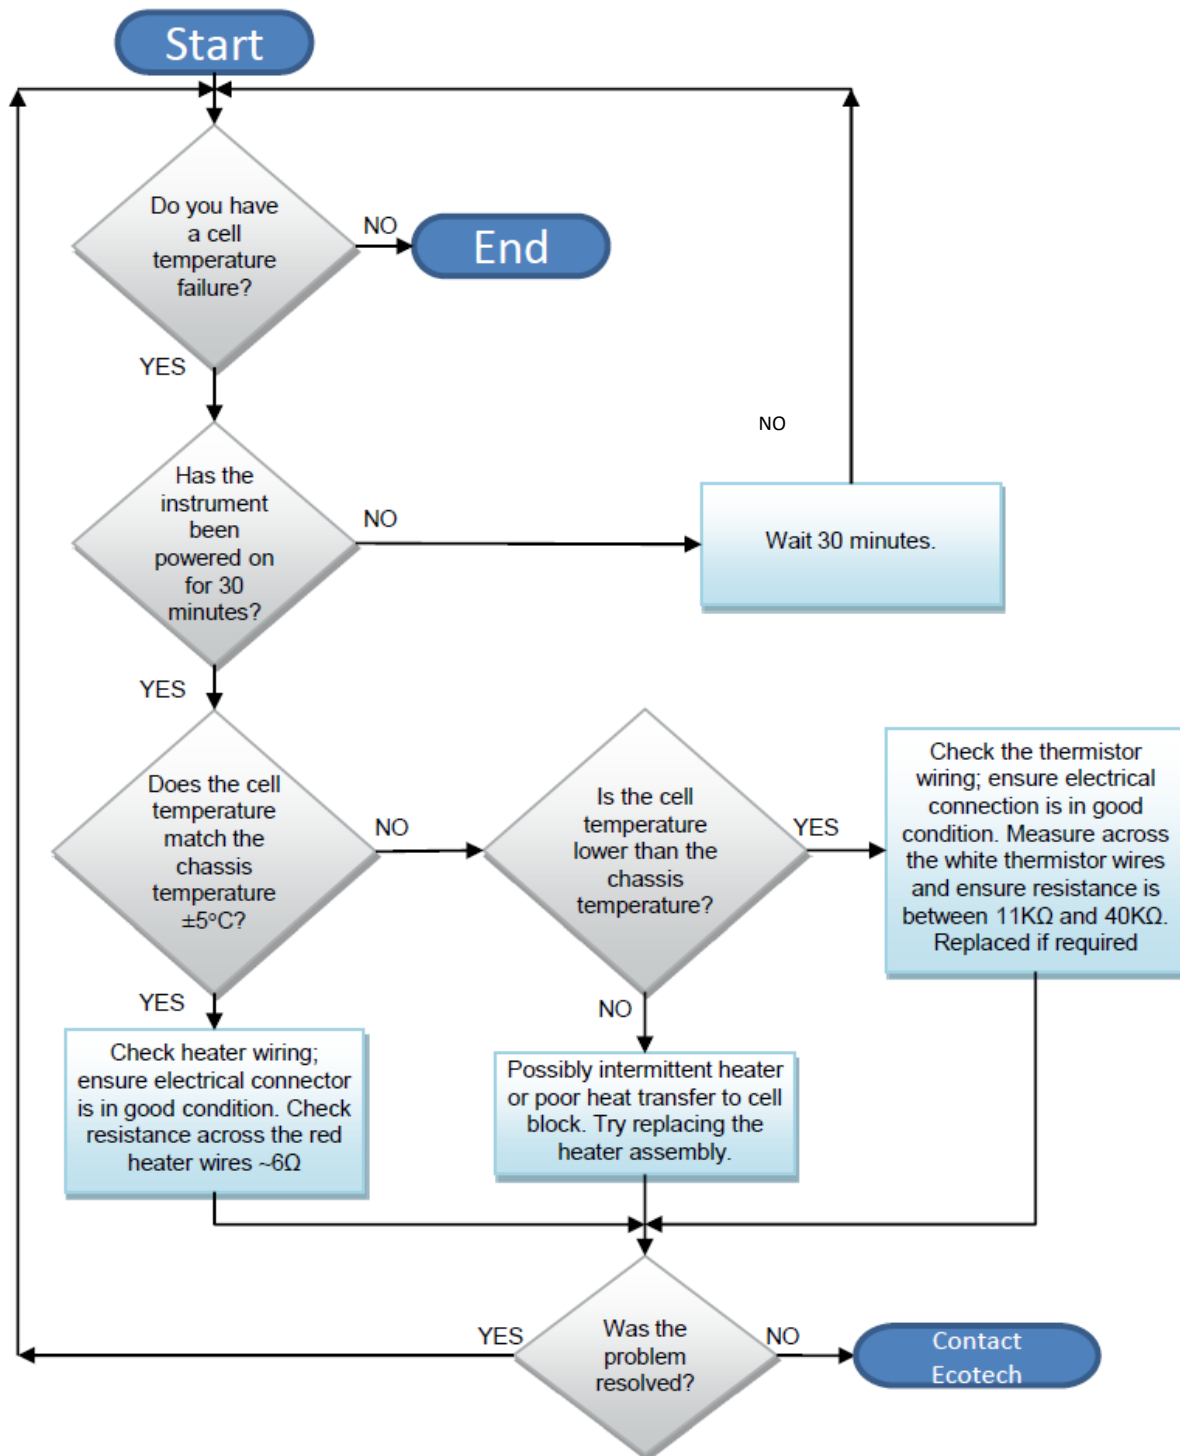 Start
Do you have
a cell
temperature
failure?
NO
End
YES
NO
Has the
instrument
been
powered on
for 30
minutes?
NO
Wait 30 minutes.
YES
Does the cell
temperature
match the
chassis
temperature
±5°C?
NO
Is the cell
temperature
lower than the
chassis
temperature?
YES
Check the thermistor
wiring; ensure electrical
connection is in good
condition. Measure across
the white thermistor wires
and ensure resistance is
between 11KΩ and 40KΩ.
Replaced if required
YES
Check heater wiring;
ensure electrical connector
is in good condition. Check
resistance across the red
heater wires ~6Ω
NO
Possibly intermittent heater
or poor heat transfer to cell
block. Try replacing the
heater assembly.
YES
Was the
problem
resolved?
NO
Contact
Ecotech